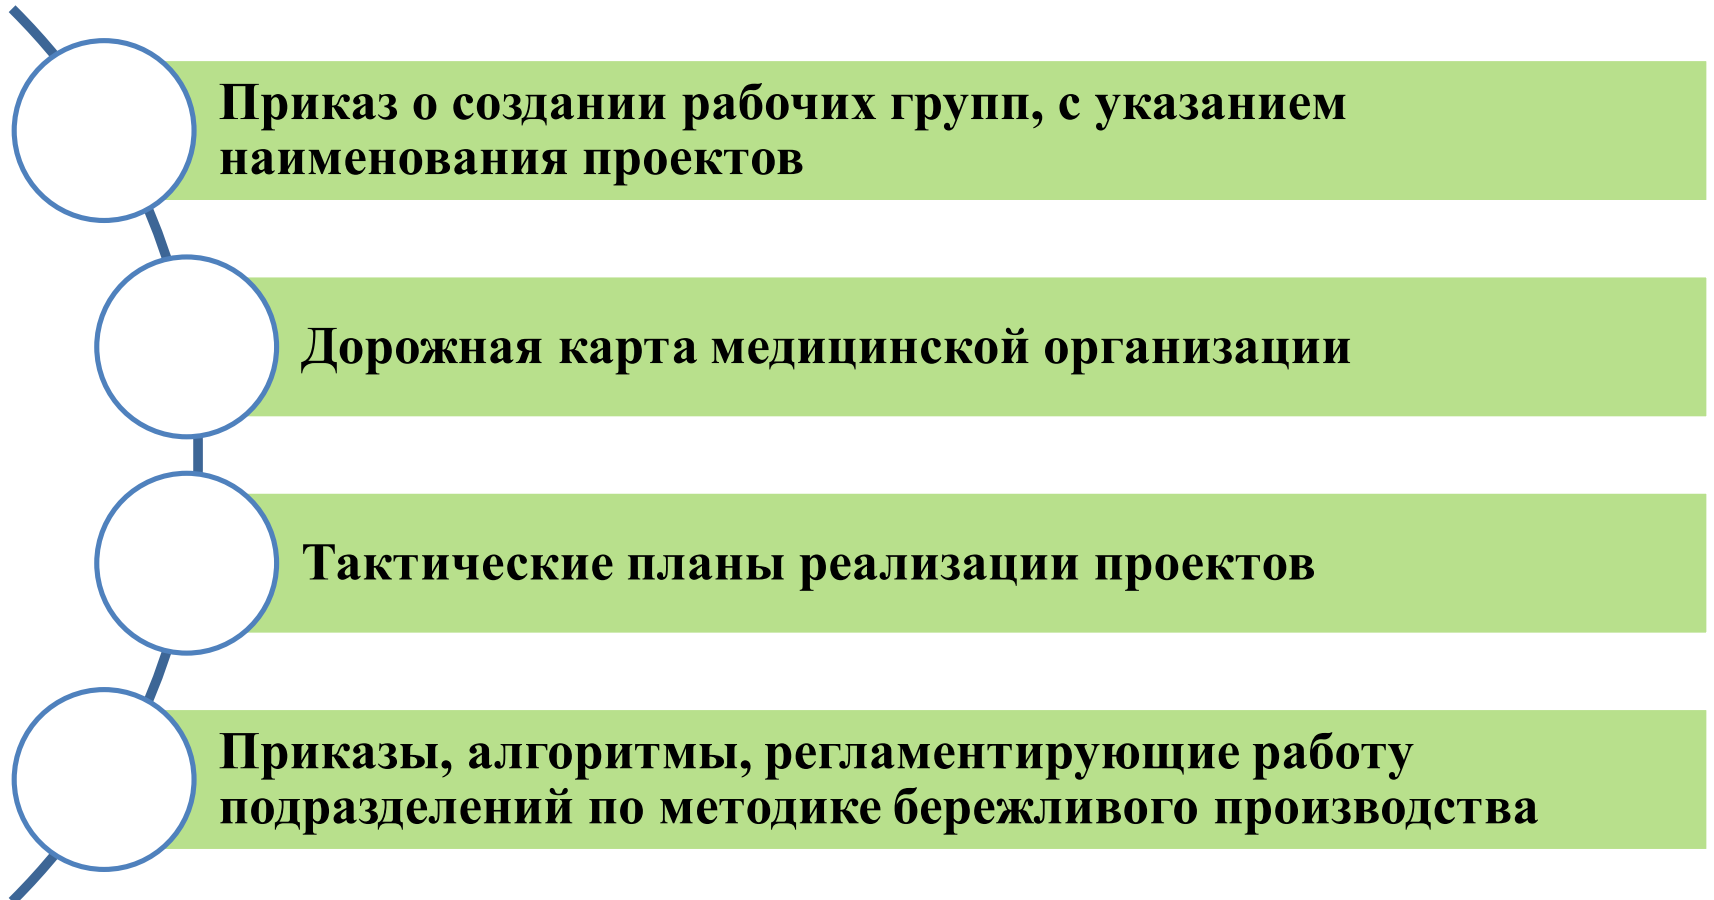 Приказ о создании рабочих групп, с указанием
наименования проектов
Дорожная карта медицинской организации
Тактические планы реализации проектов
Приказы, алгоритмы, регламентирующие работу
подразделений по методике бережливого производства